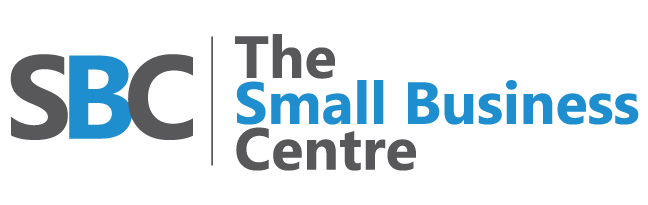 SBC
The
Small Business
Centre